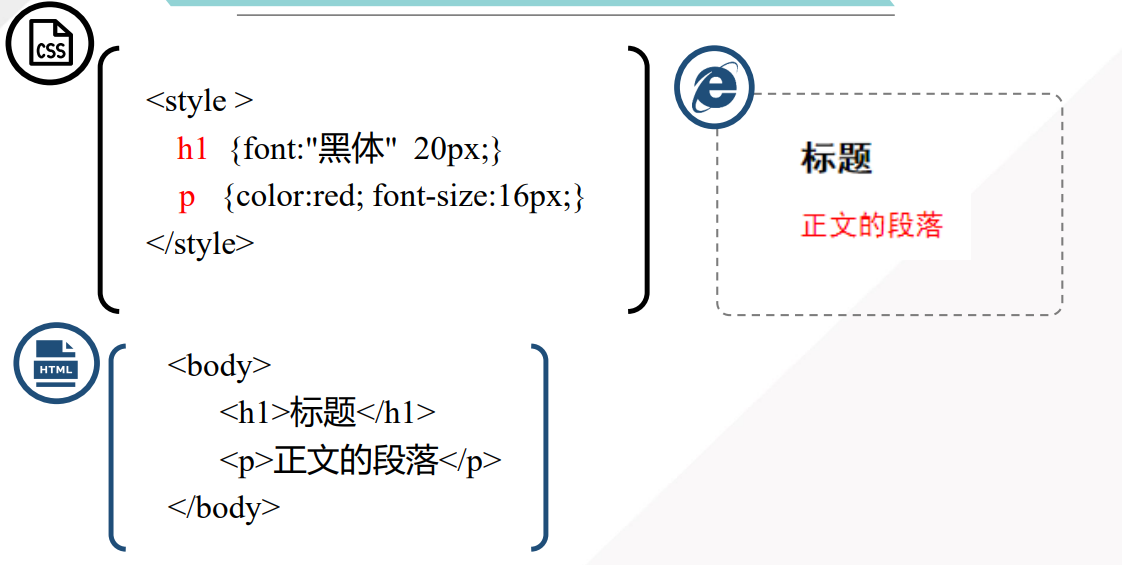 CSS
<style >
h1 {font:"黑体" 20px;}
p {color:red; font-size:16px;}
</style>
标题
正文的段落
HTML
<body>
<h1>标题</h1>
<p>正文的段落</p>
</body>